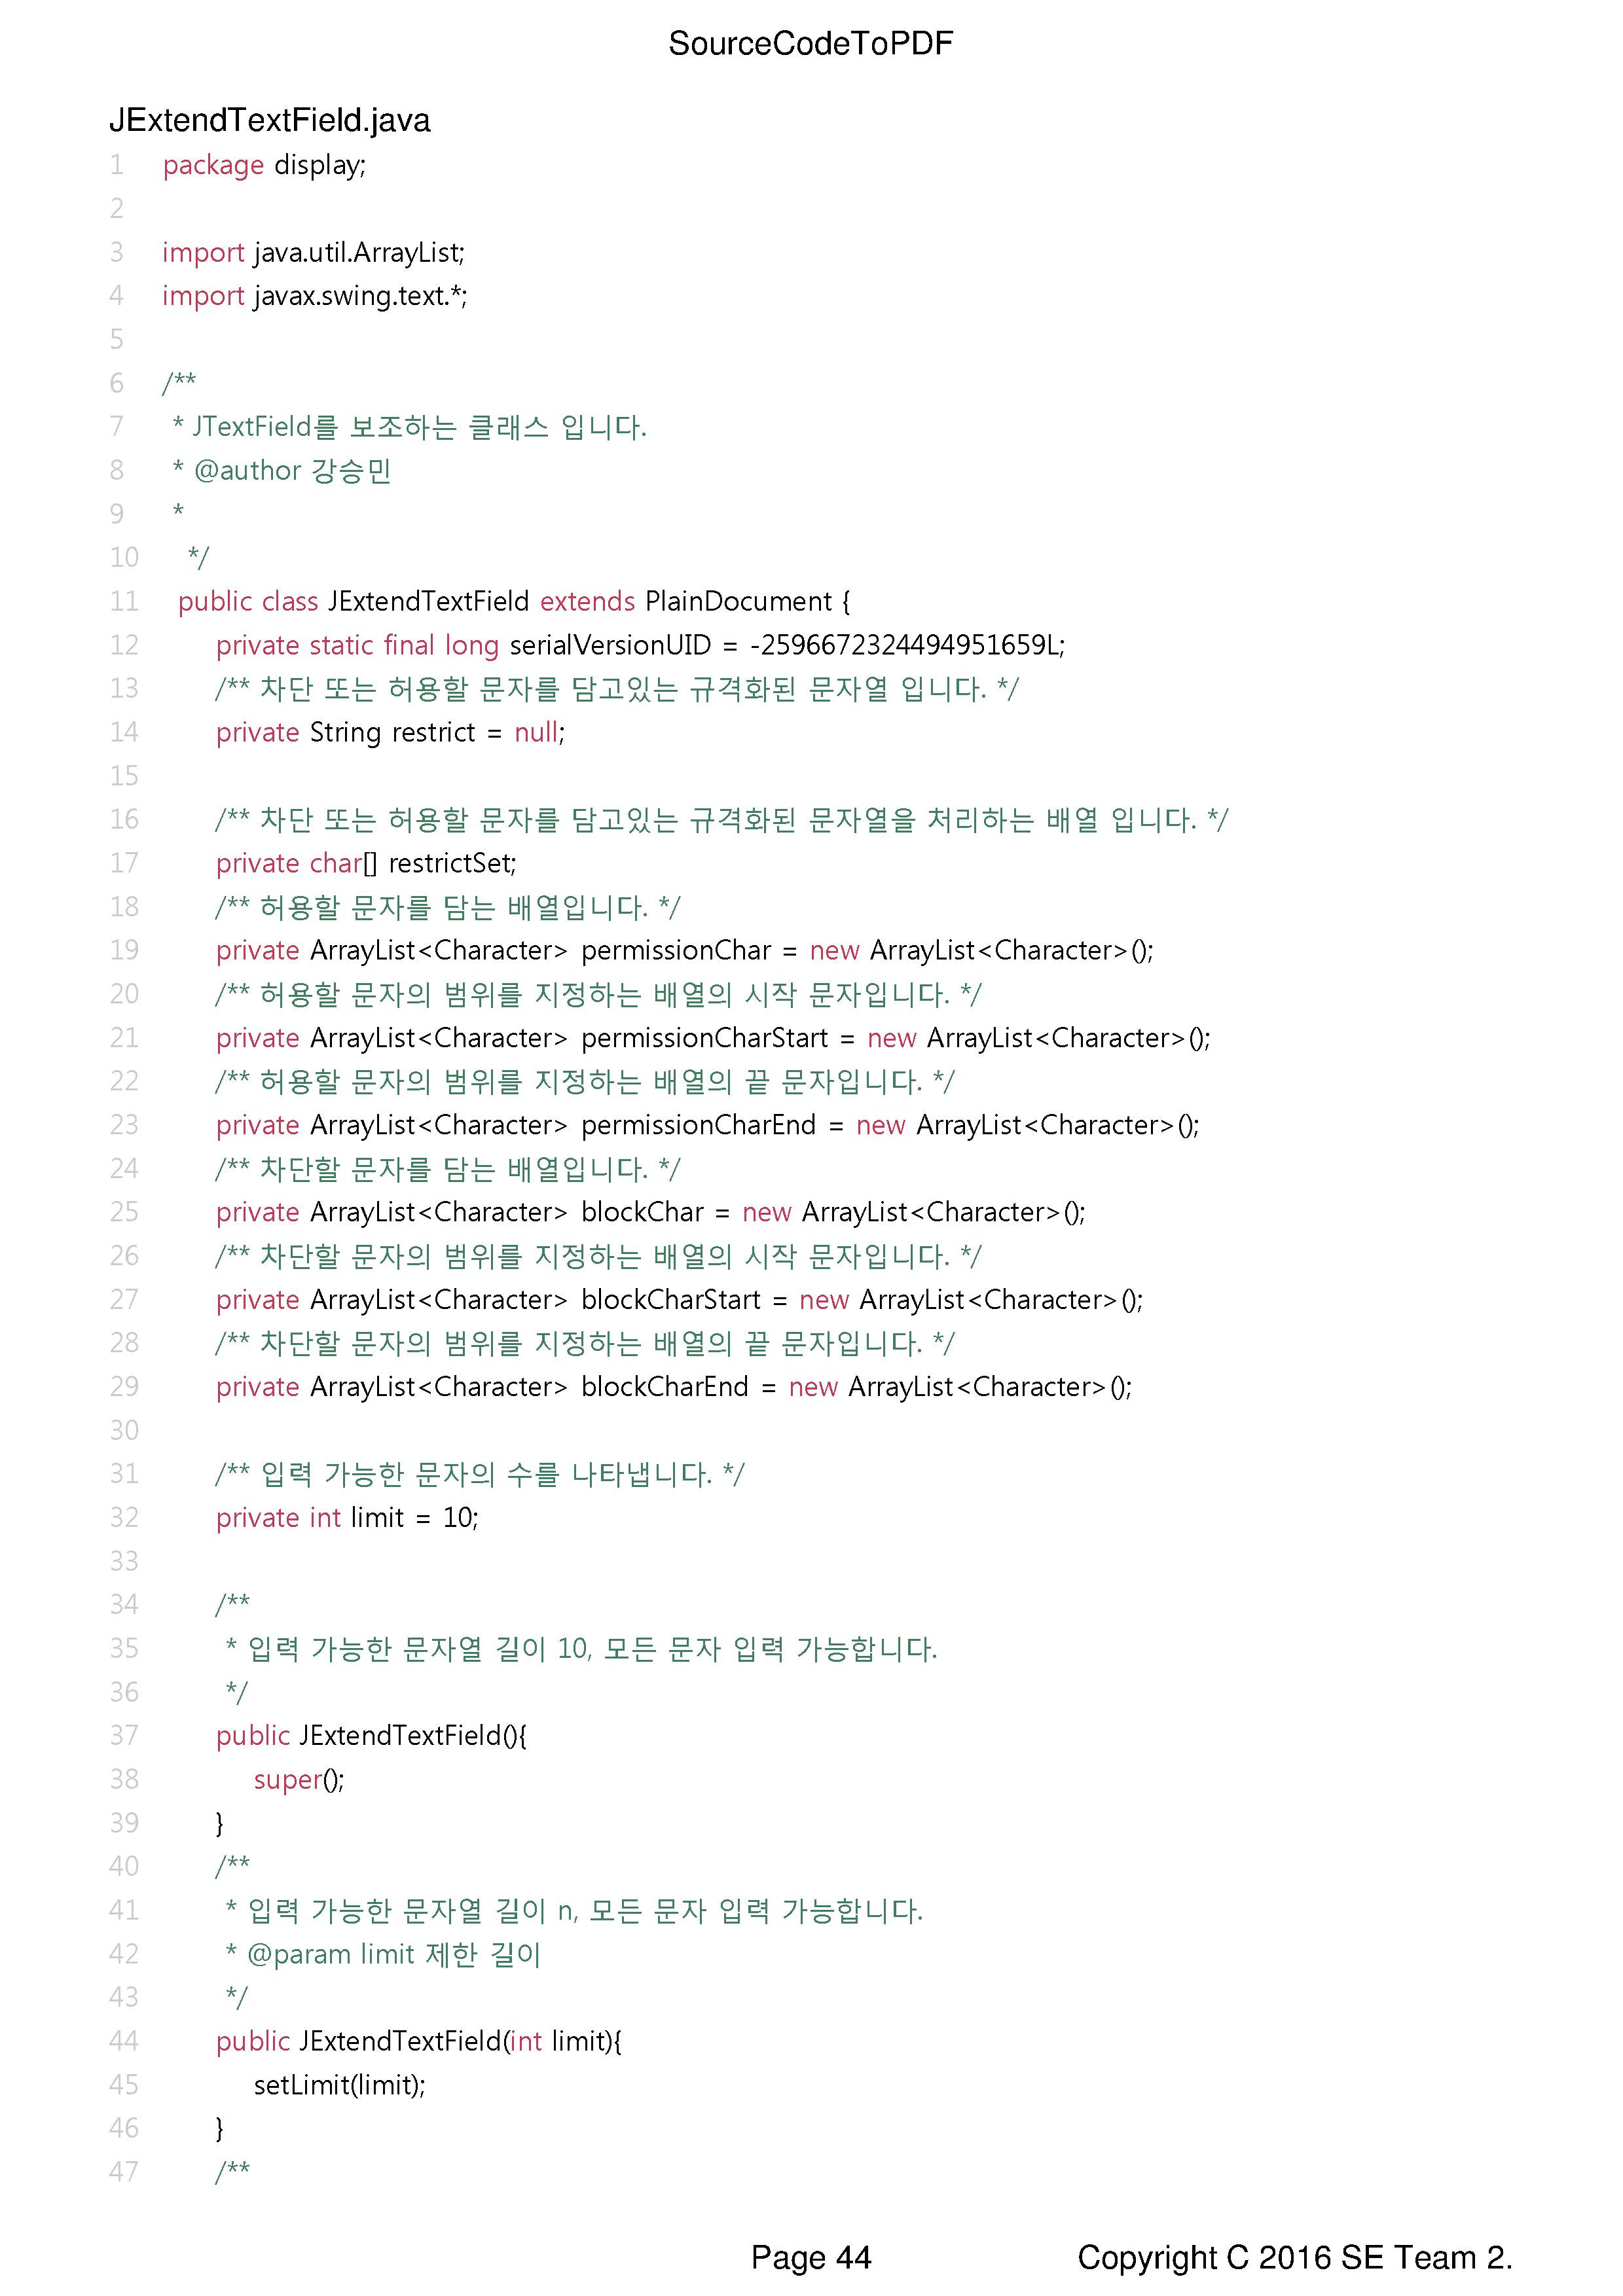 SourceCodeToPDF
JExtendTextField.java
1 package display;
2
3 import java.util.ArrayList;
4 import javax.swing.text.*;
5
6 /**
7 * JTextField를 보조하는 클래스 입니다.
8 * @author 강승민
9 *
10 */
11 public class JExtendTextField extends PlainDocument {
12 private static final long serialVersionUID = -2596672324494951659L;
13 /** 차단 또는 허용할 문자를 담고있는 규격화된 문자열 입니다. */
14 private String restrict = null;
15
16 /** 차단 또는 허용할 문자를 담고있는 규격화된 문자열을 처리하는 배열 입니다. */
17 private char[] restrictSet;
18 /** 허용할 문자를 담는 배열입니다. */
19 private ArrayList<Character> permissionChar = new ArrayList<Character>();
20 /** 허용할 문자의 범위를 지정하는 배열의 시작 문자입니다. */
21 private ArrayList<Character> permissionCharStart = new ArrayList<Character>();
22 /** 허용할 문자의 범위를 지정하는 배열의 끝 문자입니다. */
23 private ArrayList<Character> permissionCharEnd = new ArrayList<Character>();
24 /** 차단할 문자를 담는 배열입니다. */
25 private ArrayList<Character> blockChar = new ArrayList<Character>();
26 /** 차단할 문자의 범위를 지정하는 배열의 시작 문자입니다. */
27 private ArrayList<Character> blockCharStart = new ArrayList<Character>();
28 /** 차단할 문자의 범위를 지정하는 배열의 끝 문자입니다. */
29 private ArrayList<Character> blockCharEnd = new ArrayList<Character>();
30
31 /** 입력 가능한 문자의 수를 나타냅니다. */
32 private int limit = 10;
33
34 /**
35 * 입력 가능한 문자열 길이 10, 모든 문자 입력 가능합니다.
36 */
37 public JExtendTextField(){
38 super();
39 }
40 /**
41 * 입력 가능한 문자열 길이 n, 모든 문자 입력 가능합니다.
42 * @param limit 제한 길이
43 */
44 public JExtendTextField(int limit){
45 setLimit(limit);
46 }
47 /**
Page 44 Copyright C 2016 SE Team 2.